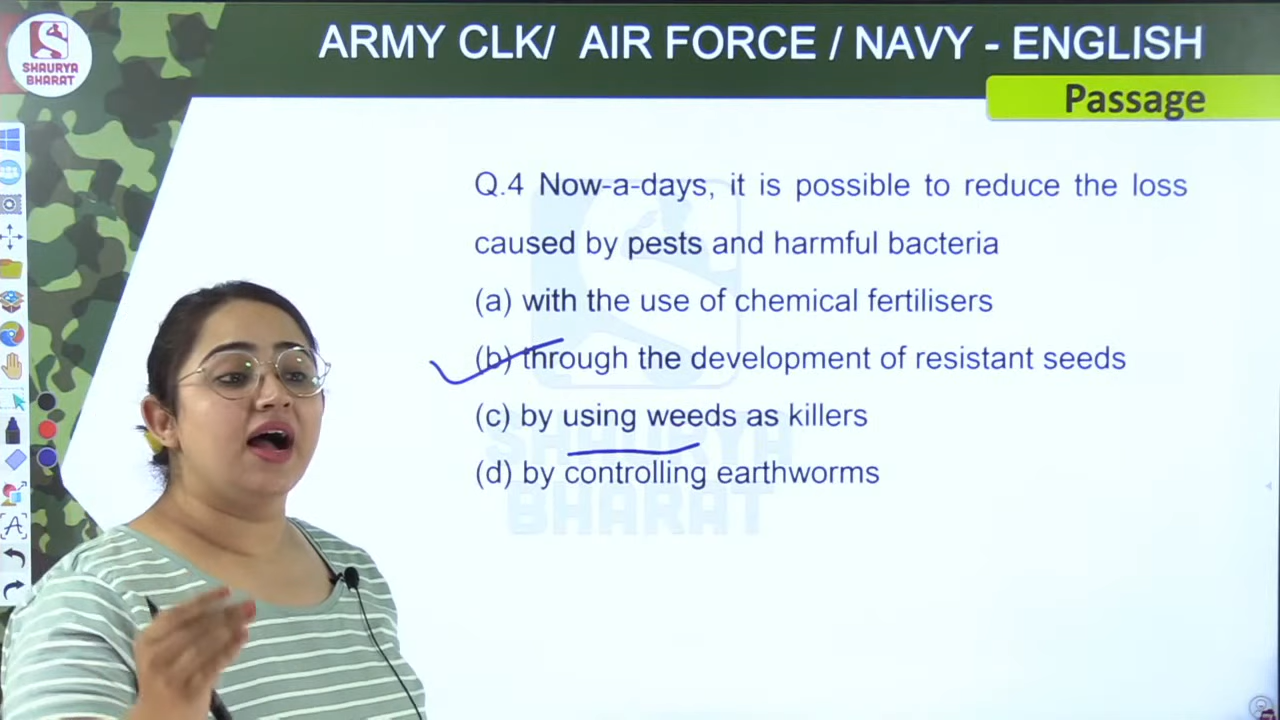 SHAURYA
BHARAT
ARMY CLK/ AIR FORCE / NAVY - ENGLISH
Passage
Q.4 Now-a-days, it is possible to reduce the loss
caused by pests and harmful bacteria
(a) with the use of chemical fertilisers
(b) through the development of resistant seeds
(c) by using weeds as killers
(d) by controlling earthworms
SHAURYA
BHARAT